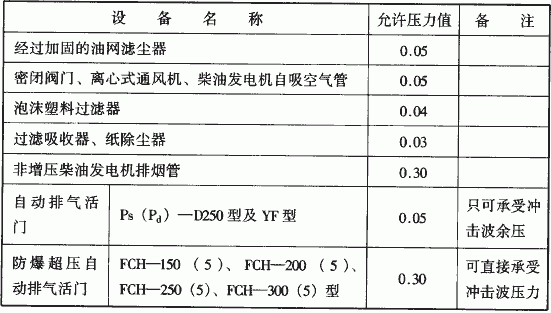 设 备 名 称 允许压力值 备 注
经过加固的油网滤尘器 0.05
密闭阀门、离心式通风机、柴油发电机自吸空气管 0.05
泡沫塑料过滤器 0.04
过滤吸收器、纸除尘器 0.03
非增压柴油发电机排烟管 0.30
自动排气活门 Ps（Pd）—D250 型及 YF 型 0.05 只可承受冲击波余压
防爆超压自动排气活门 FCH—150（5）、FCH—200（5）、FCH—250（5）、FCH—300（5）型 0.30 可直接承受冲击波压力